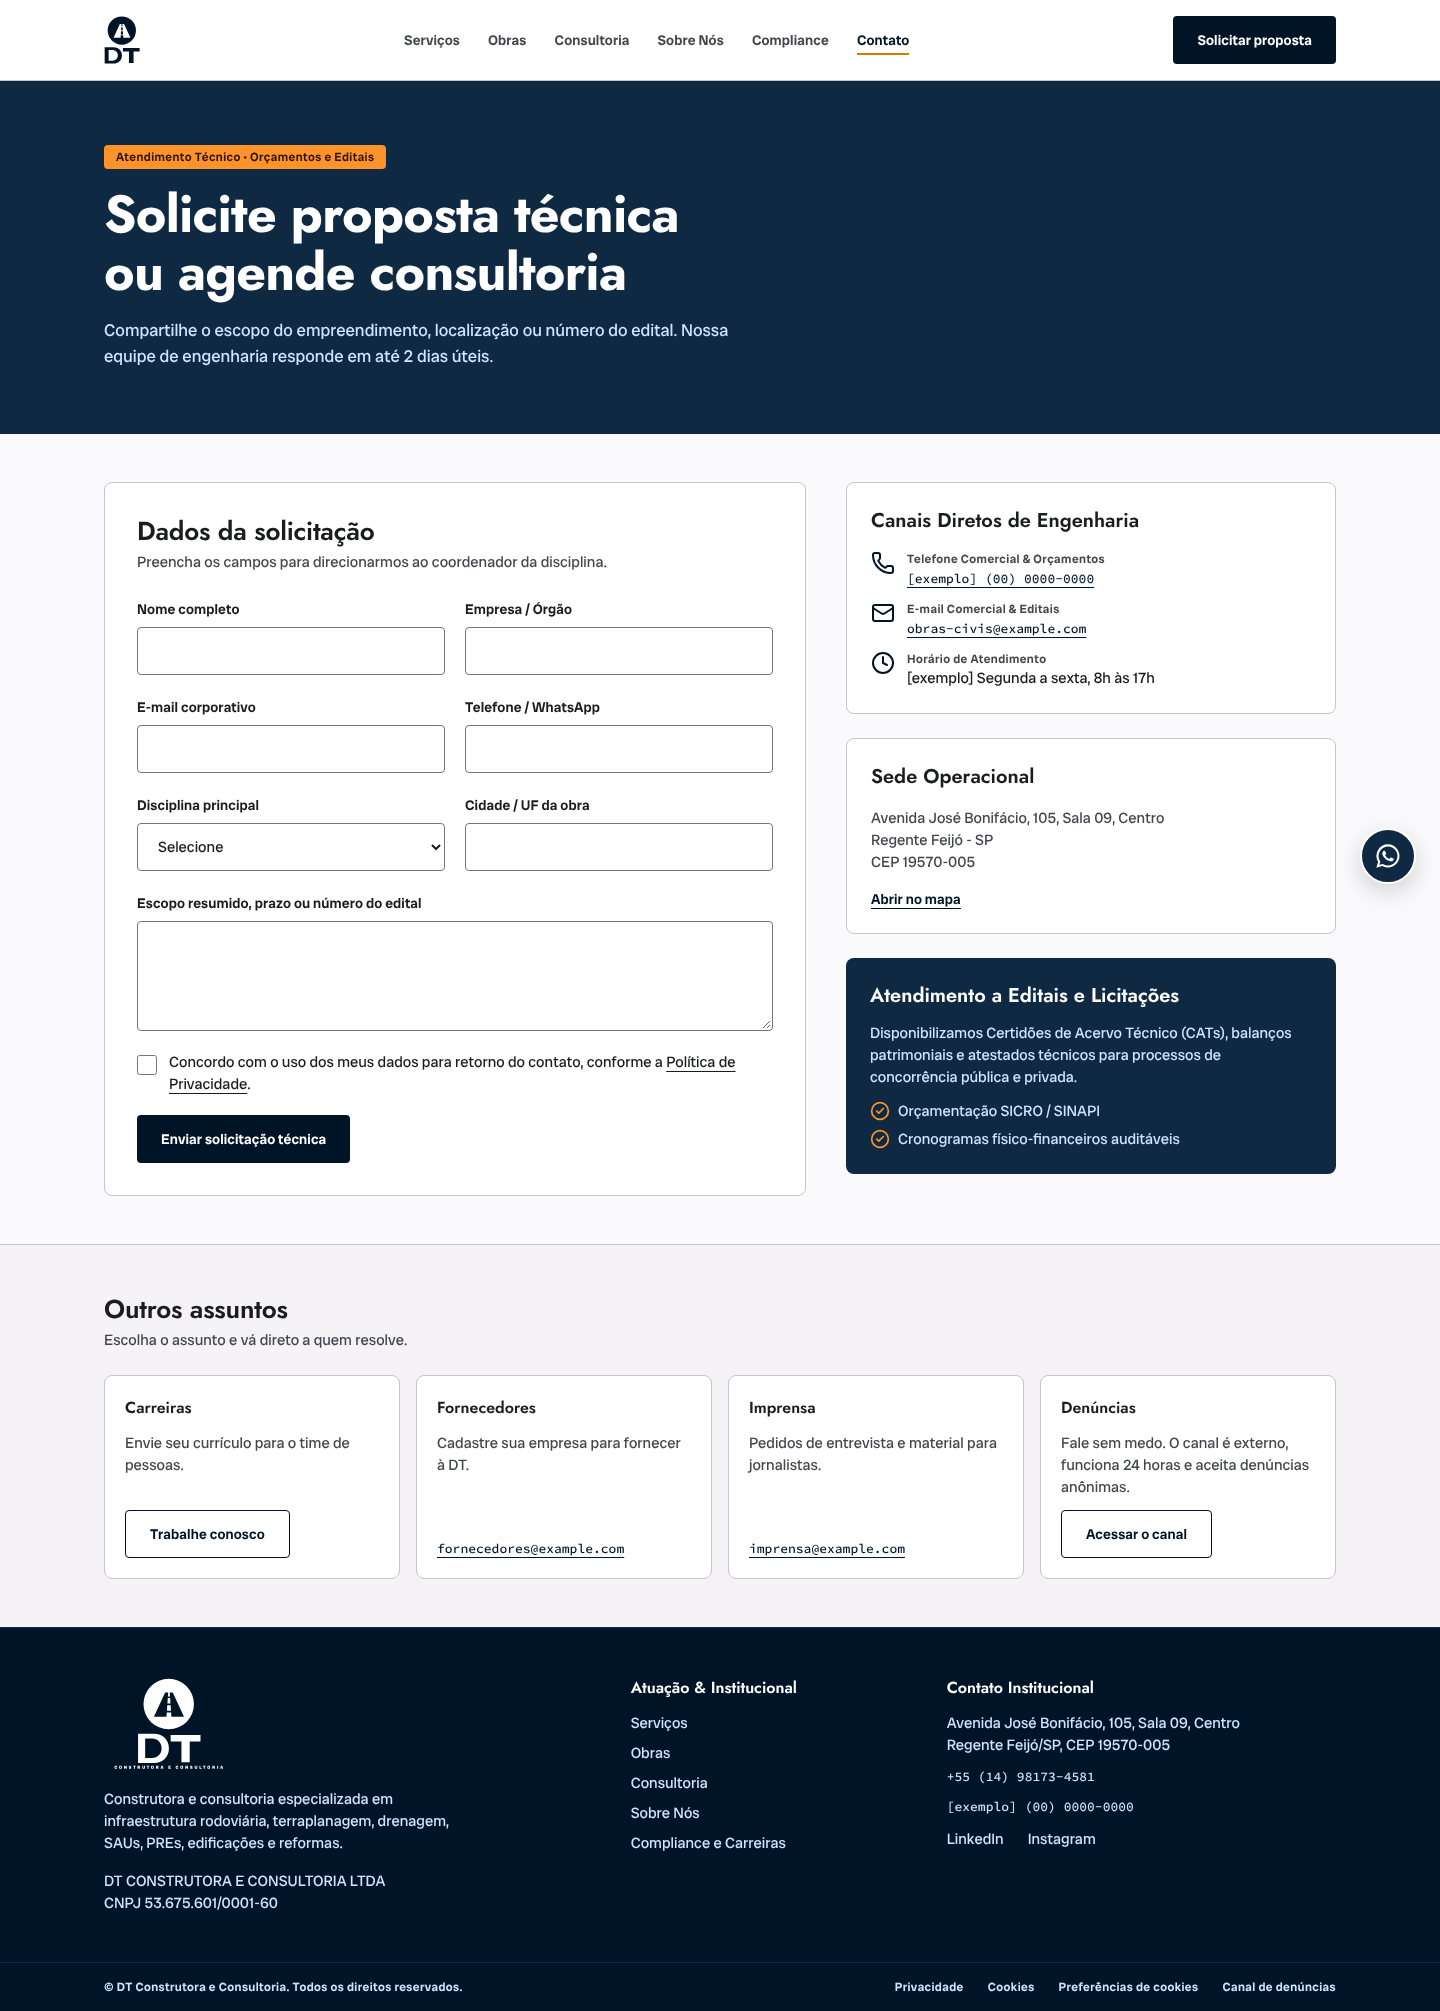 DT
Serviços
Obras
Consultoria
Sobre Nós
Compliance
Contato
Solicitar proposta
Atendimento Técnico • Orçamentos e Editais
Solicite proposta técnica
ou agende consultoria
Compartilhe o escopo do empreendimento, localização ou número do edital. Nossa
equipe de engenharia responde em até 2 dias úteis.
Dados da solicitação
Preencha os campos para direcionarmos ao coordenador da disciplina.
Nome completo
Empresa / Órgão
E-mail corporativo
Telefone / WhatsApp
Disciplina principal
Cidade / UF da obra
Selecione
Escopo resumido, prazo ou número do edital
Concordo com o uso dos meus dados para retorno do contato, conforme a Política de
Privacidade.
Enviar solicitação técnica
Canais Diretos de Engenharia
Telefone Comercial & Orçamentos
[exemplo] (00) 0000-0000
E-mail Comercial & Editais
obras-civis@example.com
Horário de Atendimento
[exemplo] Segunda a sexta, 8h às 17h
Sede Operacional
Avenida José Bonifácio, 105, Sala 09, Centro
Regente Feijó - SP
CEP 19570-005
Abrir no mapa
Atendimento a Editais e Licitações
Disponibilizamos Certidões de Acervo Técnico (CATs), balanços
patrimoniais e atestados técnicos para processos de
concorrência pública e privada.
Orçamentação SICRO / SINAPI
Cronogramas físico-financeiros auditáveis
Outros assuntos
Escolha o assunto e vá direto a quem resolve.
Carreiras
Envie seu currículo para o time de
pessoas.
Trabalhe conosco
Fornecedores
Cadastre sua empresa para fornecer
à DT.
fornecedores@example.com
Imprensa
Pedidos de entrevista e material para
jornalistas.
imprensa@example.com
Denúncias
Fale sem medo. O canal é externo,
funciona 24 horas e aceita denúncias
anônimas.
Acessar o canal
DT
CONSTRUTORA E CONSULTORIA
Construtora e consultoria especializada em
infraestrutura rodoviária, terraplanagem, drenagem,
SAUs, PREs, edificações e reformas.
DT CONSTRUTORA E CONSULTORIA LTDA
CNPJ 53.675.601/0001-60
Atuação & Institucional
Serviços
Obras
Consultoria
Sobre Nós
Compliance e Carreiras
Contato Institucional
Avenida José Bonifácio, 105, Sala 09, Centro
Regente Feijó/SP, CEP 19570-005
+55 (14) 98173-4581
[exemplo] (00) 0000-0000
LinkedIn
Instagram
© DT Construtora e Consultoria. Todos os direitos reservados.
Privacidade
Cookies
Preferências de cookies
Canal de denúncias